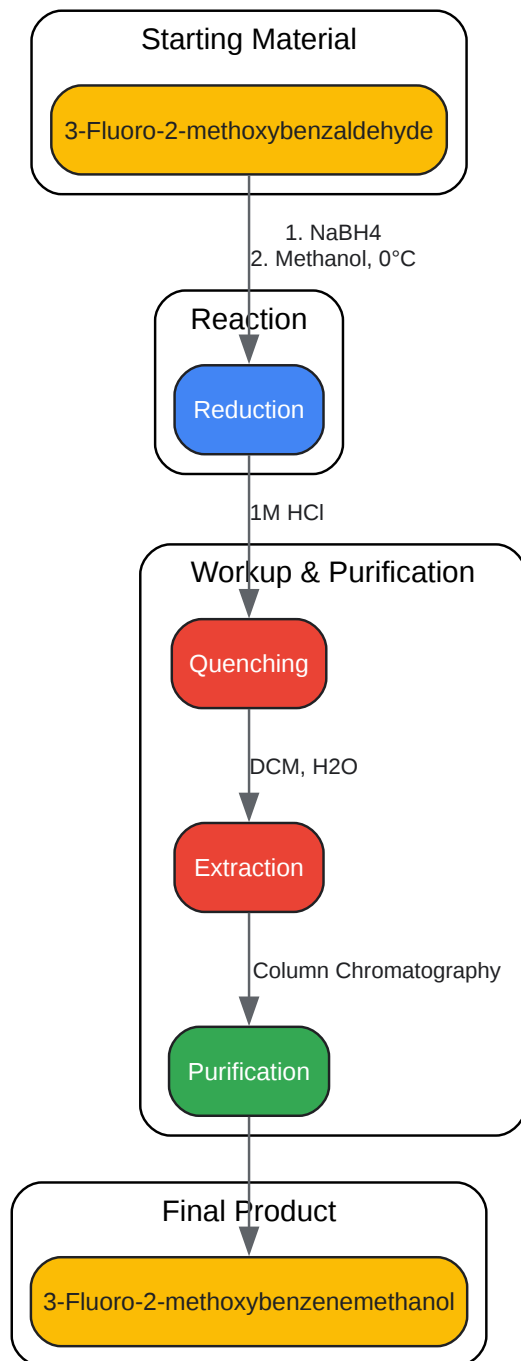 Starting Material
3-Fluoro-2-methoxybenzaldehyde
1. NaBH4
2. Methanol, 0°C
Reaction
Reduction
1M HCl
Workup & Purification
Quenching
DCM, H2O
Extraction
Column Chromatography
Purification
Final Product
3-Fluoro-2-methoxybenzenemethanol